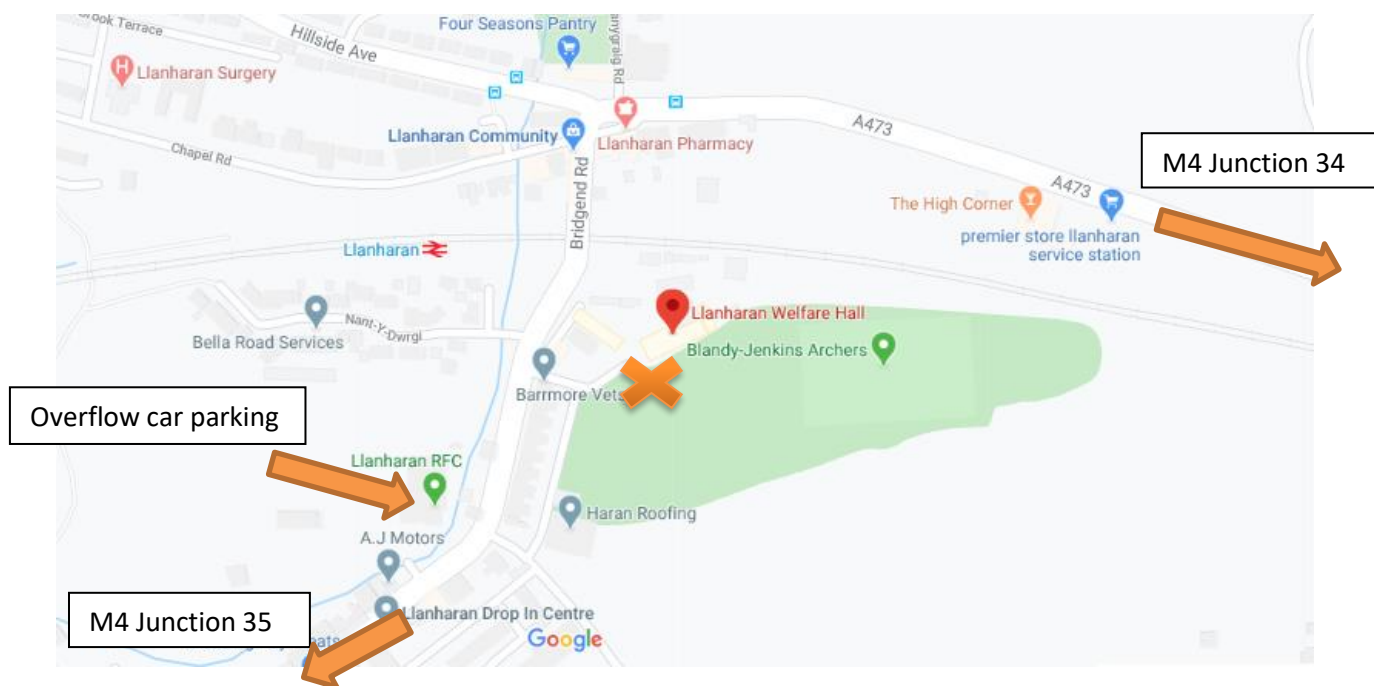 Four Seasons Pantry
Hillside Ave
Llanharan Surgery
Llanharan Community
Llanharan Pharmacy
A473
M4 Junction 34
Chapel Rd
A473
The High Corner
premier store llanharan
service station
Bridgend Rd
Llanharan
Llanharan Welfare Hall
Nant-Y-Dwrgi
Bella Road Services
Blandy-Jenkins Archers
Barrmore Vets
Overflow car parking
Llanharan RFC
Haran Roofing
A.J Motors
Llanharan Drop In Centre
M4 Junction 35
Google